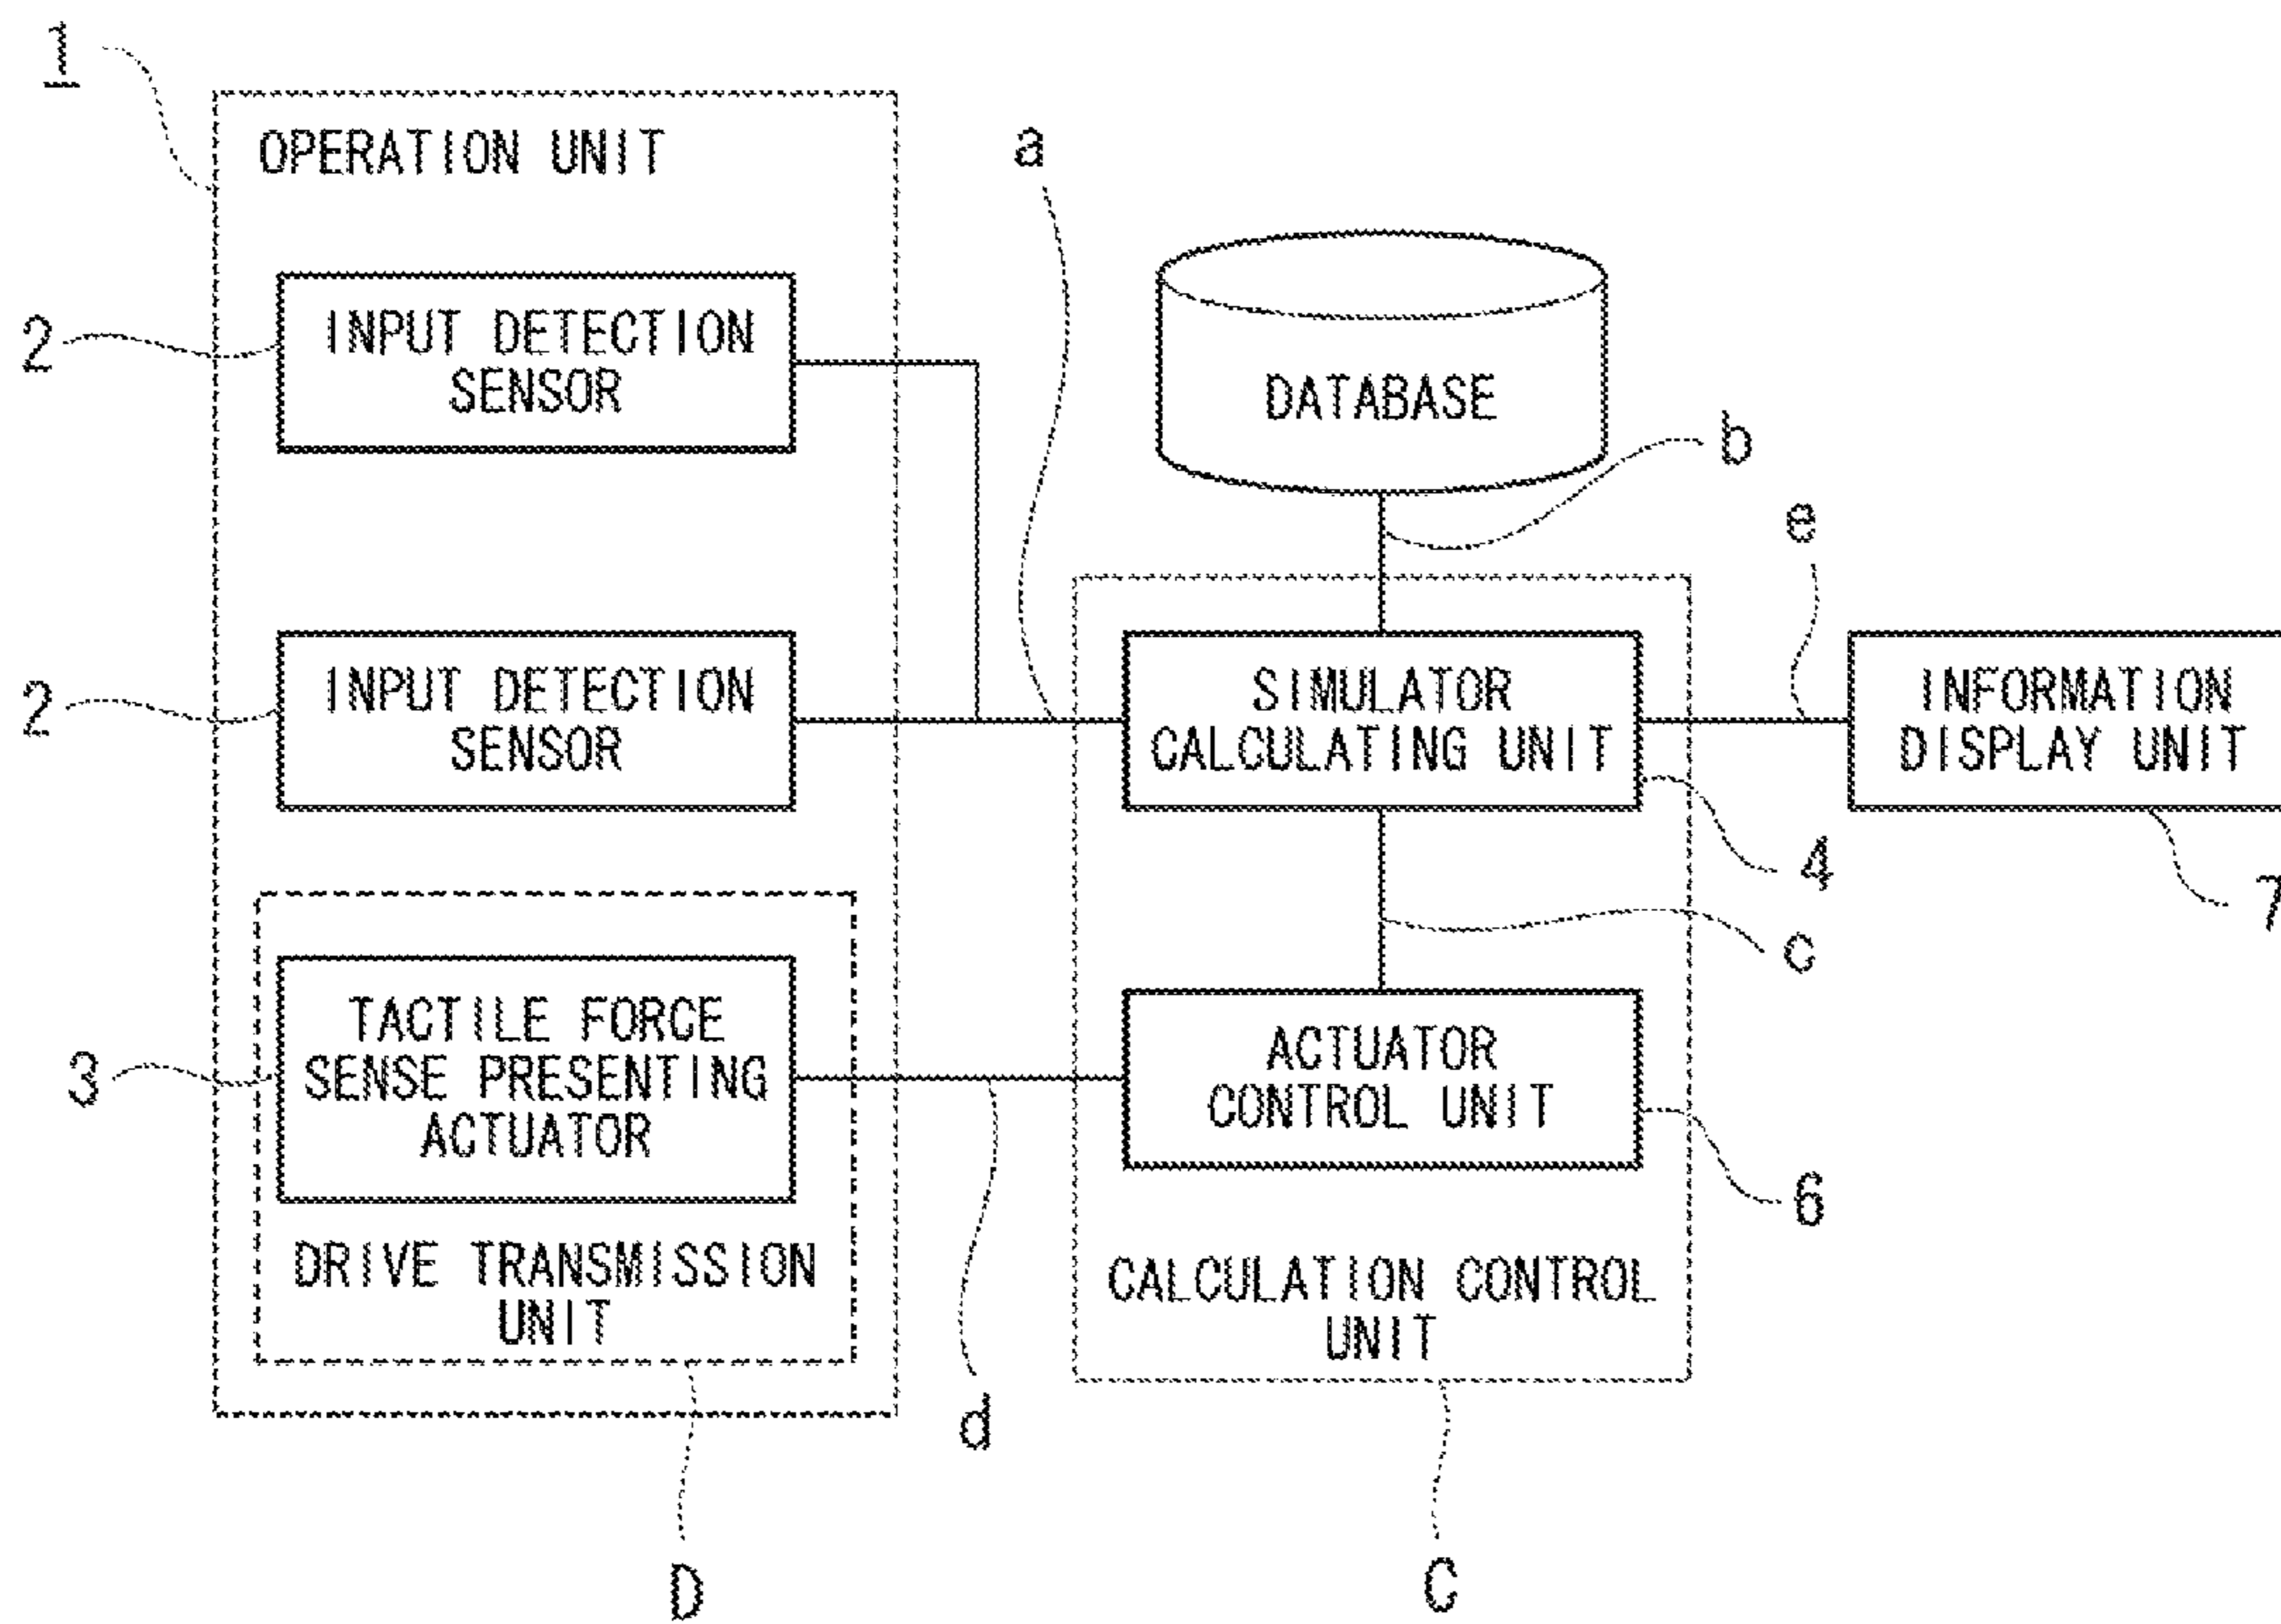 1
OPERATION UNIT
a
2
INPUT DETECTION
SENSOR
DATABASE
b
e
2
INPUT DETECTION
SENSOR
SIMULATOR
CALCULATING UNIT
INFORMATION
DISPLAY UNIT
4
7
c
3
TACTILE FORCE
SENSE PRESENTING
ACTUATOR
ACTUATOR
CONTROL UNIT
6
DRIVE TRANSMISSION
UNIT
CALCULATION CONTROL
UNIT
d
D
C